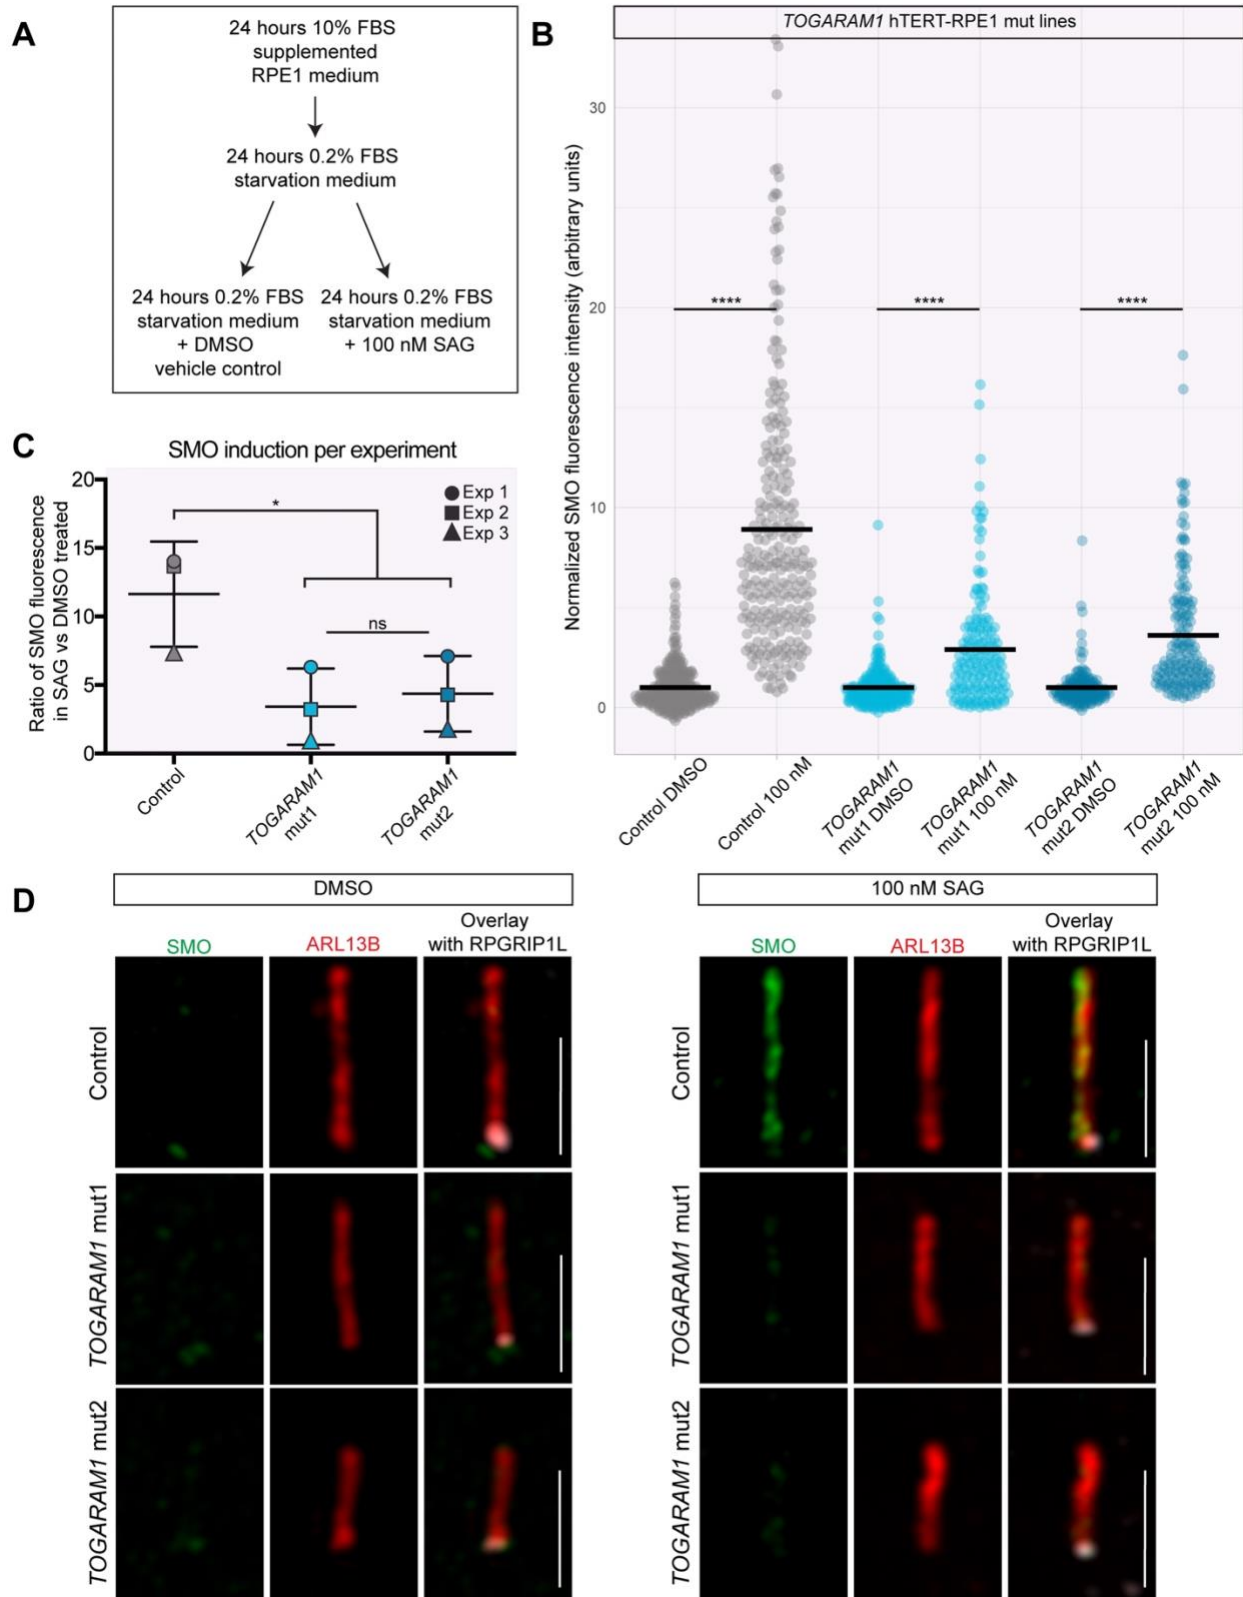 A
24 hours 10% FBS
supplemented
RPE1 medium
24 hours 0.2% FBS
starvation medium
24 hours 0.2% FBS
starvation medium
+ DMSO
vehicle control
24 hours 0.2% FBS
starvation medium
+ 100 nM SAG
B
TOGARAM1 hTERT-RPE1 mut lines
Normalized SMO fluorescence intensity (arbitrary units)
30
20
10
0
****
****
****
Control DMSO
Control 100 nM
TOGARAM1
mut1 DMSO
TOGARAM1
mut1 100 nM
TOGARAM1
mut2 DMSO
TOGARAM1
mut2 100 nM
C
SMO induction per experiment
Ratio of SMO fluorescence
in SAG vs DMSO treated
20
15
10
5
0
*
ns
Exp 1
Exp 2
Exp 3
Control
TOGARAM1
mut1
TOGARAM1
mut2
D
DMSO
SMO
ARL13B
Overlay
with RPGRIP1L
Control
TOGARAM1 mut1
TOGARAM1 mut2
100 nM SAG
SMO
ARL13B
Overlay
with RPGRIP1L
Control
TOGARAM1 mut1
TOGARAM1 mut2